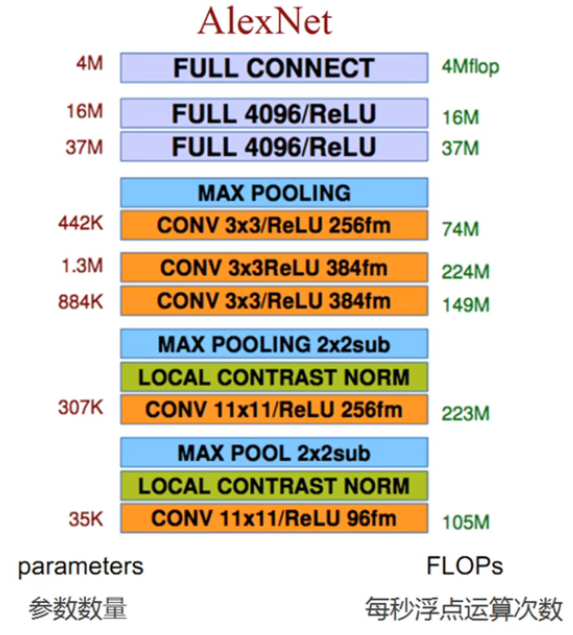 AlexNet
4M FULL CONNECT 4Mflop
16M FULL 4096/ReLU 16M
37M FULL 4096/ReLU 37M
MAX POOLING
442K CONV 3x3/ReLU 256fm 74M
1.3M CONV 3x3ReLU 384fm 224M
884K CONV 3x3/ReLU 384fm 149M
MAX POOLING 2x2sub
LOCAL CONTRAST NORM
307K CONV 11x11/ReLU 256fm 223M
MAX POOL 2x2sub
LOCAL CONTRAST NORM
35K CONV 11x11/ReLU 96fm 105M
parameters FLOPs
参数数量 每秒浮点运算次数